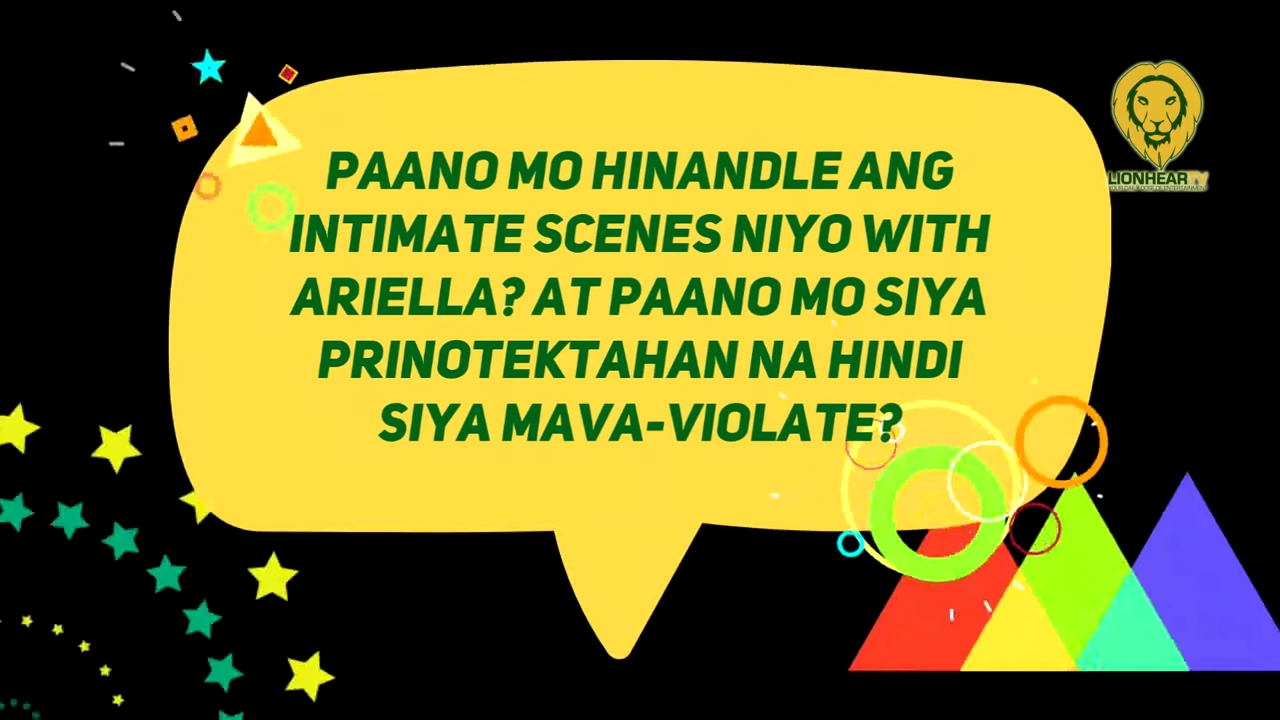 PAANO MO HINANDLE ANG
INTIMATE SCENES NIYO WITH
ARIELLA? AT PAANO MO SIYA
PRINOTEKTAHAN NA HINDI
SIYA MAVA-VIOLATE?
LIONHEARTV